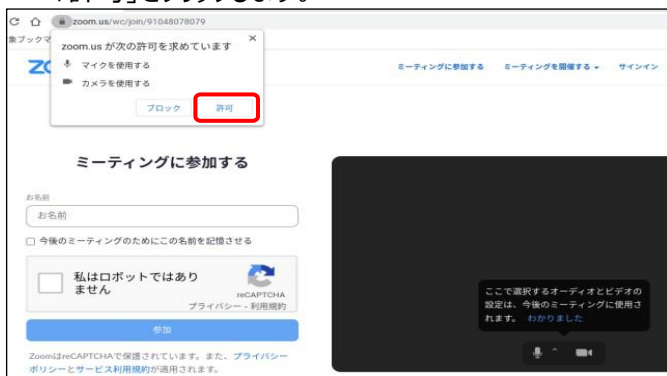 「許可」をクリックします。
zoom.us/wc/join/91048078079
象ブックマ
zoom.us が次の許可を求めています
マイクを使用する
カメラを使用する
ブロック
許可
ミーティングに参加する
ミーティングを開催する
サインイン
ミーティングに参加する
お名前
お名前
今後のミーティングのためにこの名前を記憶させる
私はロボットではあり
ません
reCAPTCHA
プライバシー - 利用規約
参加
ZoomはreCAPTCHAで保護されています。また、プライバシー
ポリシーとサービス利用規約が適用されます。
ここで選択するオーディオとビデオの
設定は、今後のミーティングに使用さ
れます。 わかりました